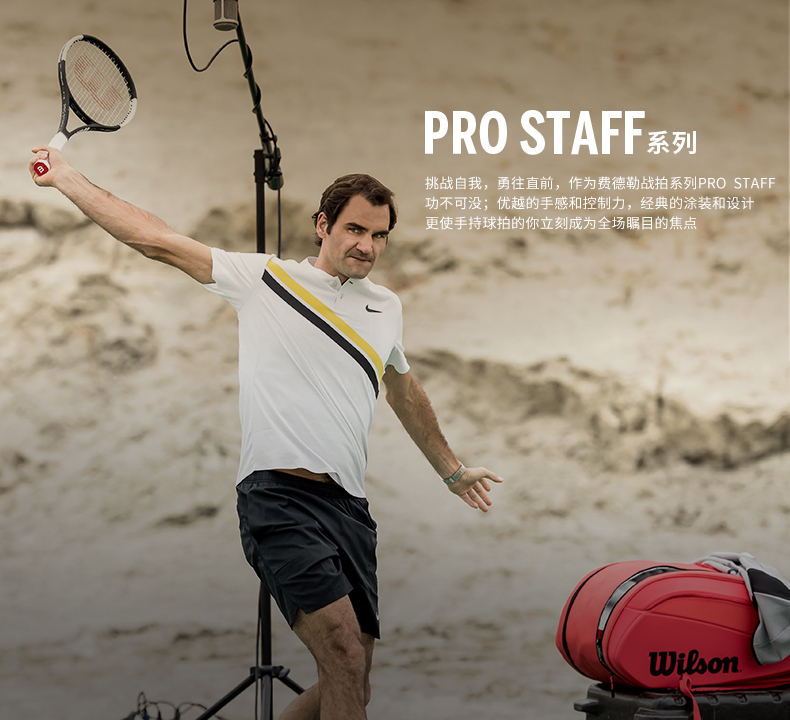 PRO STAFF系列
挑战自我，勇往直前，作为费德勒战拍系列PRO STAFF
功不可没；优越的手感和控制力，经典的涂装和设计
更使手持球拍的你立刻成为全场瞩目的焦点
Wilson